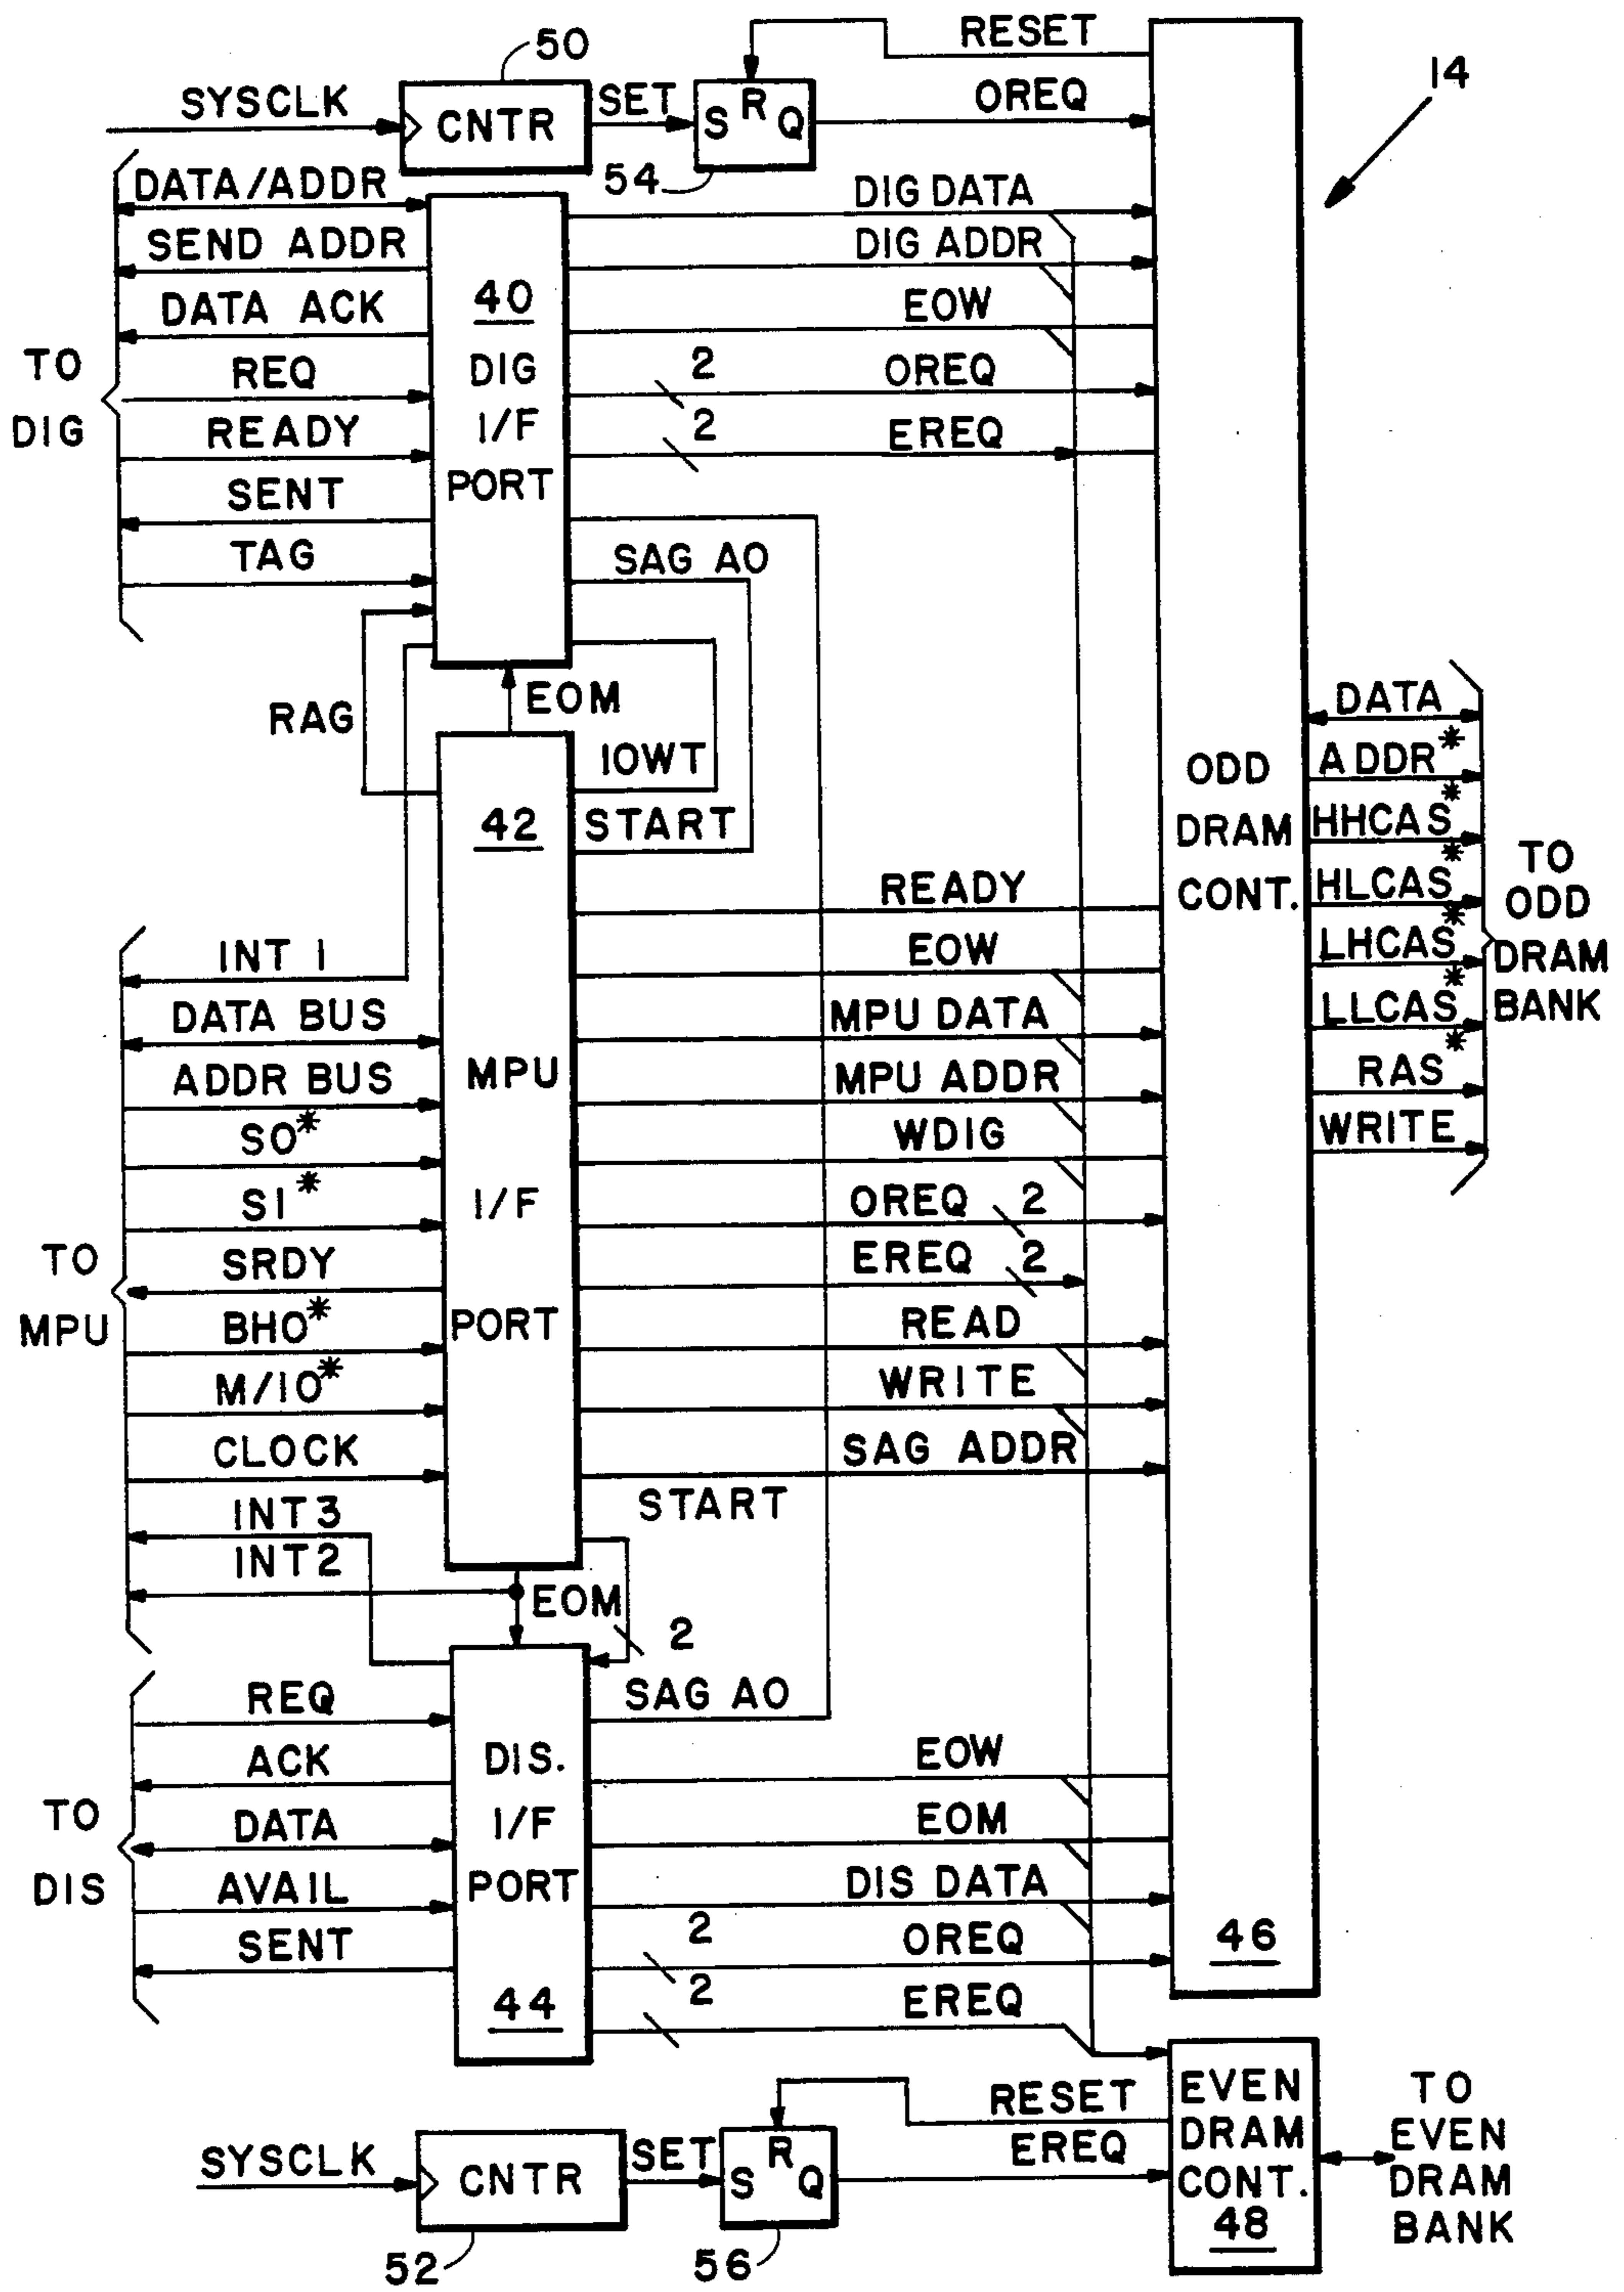 RESET
50
14
SYSCLK
CNTR
SET
S R Q
OREQ
54
DATA/ADDR
SEND ADDR
DATA ACK
REQ
READY
SENT
TAG
TO
DIG
40
DIG
I/F
PORT
DIG DATA
DIG ADDR
EOW
2
OREQ
2
EREQ
SAG AO
RAG
EOM
IOWT
START
42
MPU
I/F
PORT
READY
EOW
MPU DATA
MPU ADDR
WDIG
OREQ 2
EREQ 2
READ
WRITE
SAG ADDR
START
INT 1
DATA BUS
ADDR BUS
SO*
S1*
SRDY
BHO*
M/IO*
CLOCK
INT3
INT2
TO
MPU
EOM
2
SAG AO
ODD
DRAM
CONT.
46
DATA
ADDR*
HHCAS*
HLCAS*
LHCAS*
LLCAS*
RAS*
WRITE
TO
ODD
DRAM
BANK
REQ
ACK
DATA
AVAIL
SENT
TO
DIS
DIS.
I/F
PORT
44
EOW
EOM
DIS DATA
2
OREQ
2
EREQ
RESET
EREQ
SYSCLK
CNTR
SET
S R Q
52
56
EVEN
DRAM
CONT.
48
TO
EVEN
DRAM
BANK